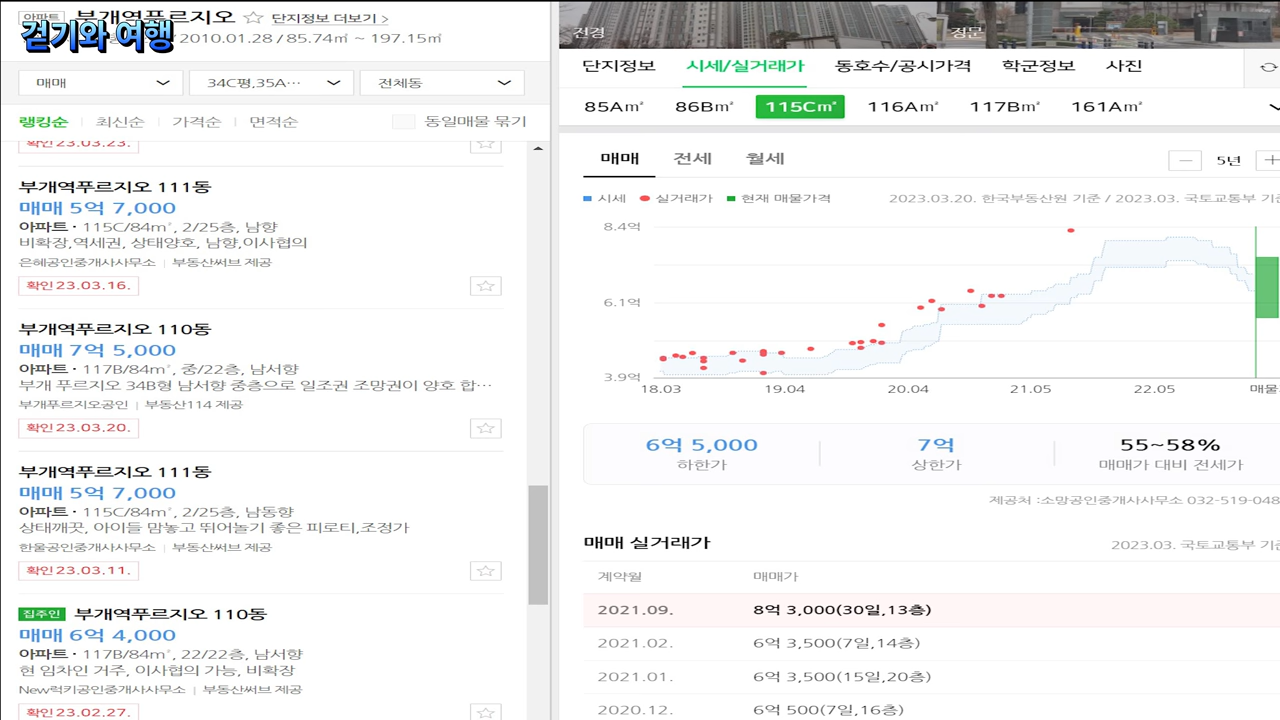 아파트 부개역푸르지오 ☆ 단지정보 더보기 >
걷기와 여행
2010.01.28 / 85.74㎡ ~ 197.15㎡
매매
34C평,35A…
전체동
랭킹순
최신순
가격순
면적순
동일매물 묶기
확인 23.03.23.
부개역푸르지오 111동
매매 5억 7,000
아파트 · 115C/84㎡, 2/25층, 남향
비확장,역세권, 상태양호, 남향,이사협의
은혜공인중개사사무소 | 부동산써브 제공
확인 23.03.16.
부개역푸르지오 110동
매매 7억 5,000
아파트 · 117B/84㎡, 중/22층, 남서향
부개 푸르지오 34B형 남서향 중층으로 일조권 조망권이 양호 합…
부개푸르지오공인 | 부동산114 제공
확인 23.03.20.
부개역푸르지오 111동
매매 5억 7,000
아파트 · 115C/84㎡, 2/25층, 남동향
상태깨끗, 아이들 맘놓고 뛰어놀기 좋은 피로티,조정가
한울공인중개사사무소 | 부동산써브 제공
확인 23.03.11.
집주인 부개역푸르지오 110동
매매 6억 4,000
아파트 · 117B/84㎡, 22/22층, 남서향
현 임차인 거주, 이사협의 가능, 비확장
New럭키공인중개사사무소 | 부동산써브 제공
확인 23.02.27.
전경
정문
단지정보
시세/실거래가
동호수/공시가격
학군정보
사진
85A㎡
86B㎡
115C㎡
116A㎡
117B㎡
161A㎡
매매
전세
월세
5년
시세
실거래가
현재 매물가격
2023.03.20. 한국부동산원 기준 / 2023.03. 국토교통부 기준
8.4억
6.1억
3.9억
18.03
19.04
20.04
21.05
22.05
매물
6억 5,000
하한가
7억
상한가
55~58%
매매가 대비 전세가
제공처 :소망공인중개사사무소 032-519-048
매매 실거래가
2023.03. 국토교통부 기준
계약월
매매가
2021.09.
8억 3,000(30일,13층)
2021.02.
6억 3,500(7일,14층)
2021.01.
6억 3,500(15일,20층)
2020.12.
6억 500(7일,16층)